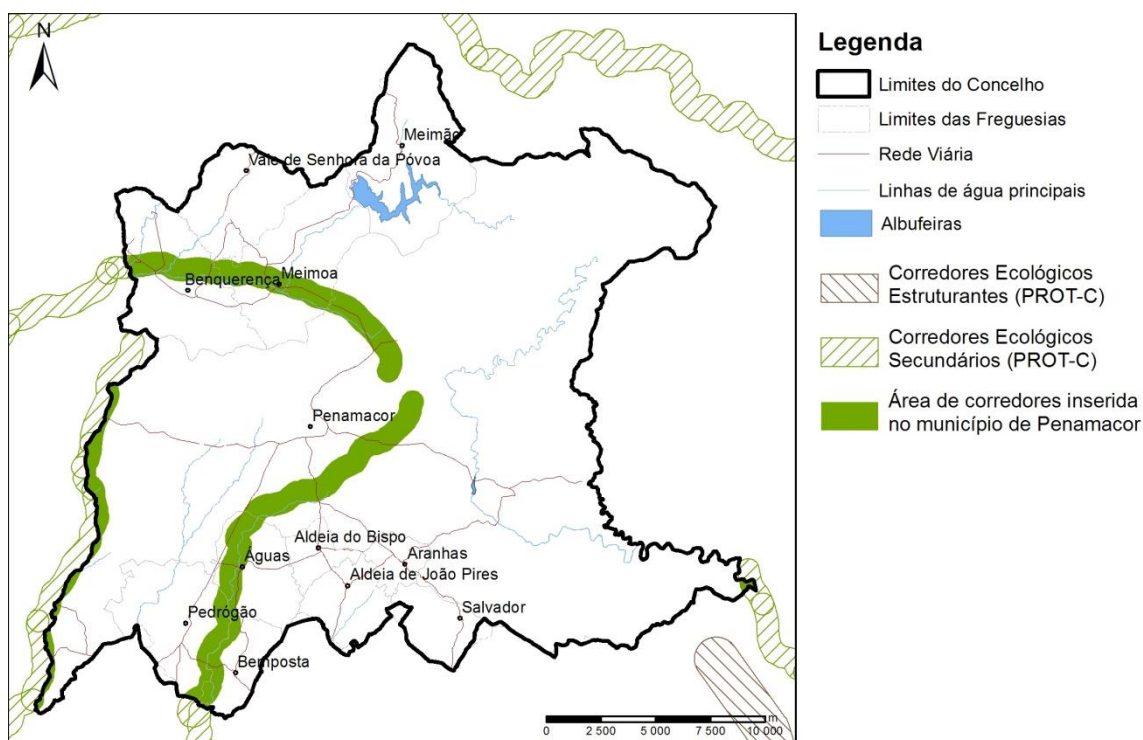 N
Meimão
Vale de Senhora da Póvoa
Meimoa
Benquerença
Penamacor
Aldeia do Bispo
Aranhas
Águas
Aldeia de João Pires
Pedrógão
Salvador
Bemposta
m
0 2 500 5 000 7 500 10 000
Legenda
Limites do Concelho
Limites das Freguesias
Rede Viária
Linhas de água principais
Albufeiras
Corredores Ecológicos
Estruturantes (PROT-C)
Corredores Ecológicos
Secundários (PROT-C)
Área de corredores inserida
no município de Penamacor